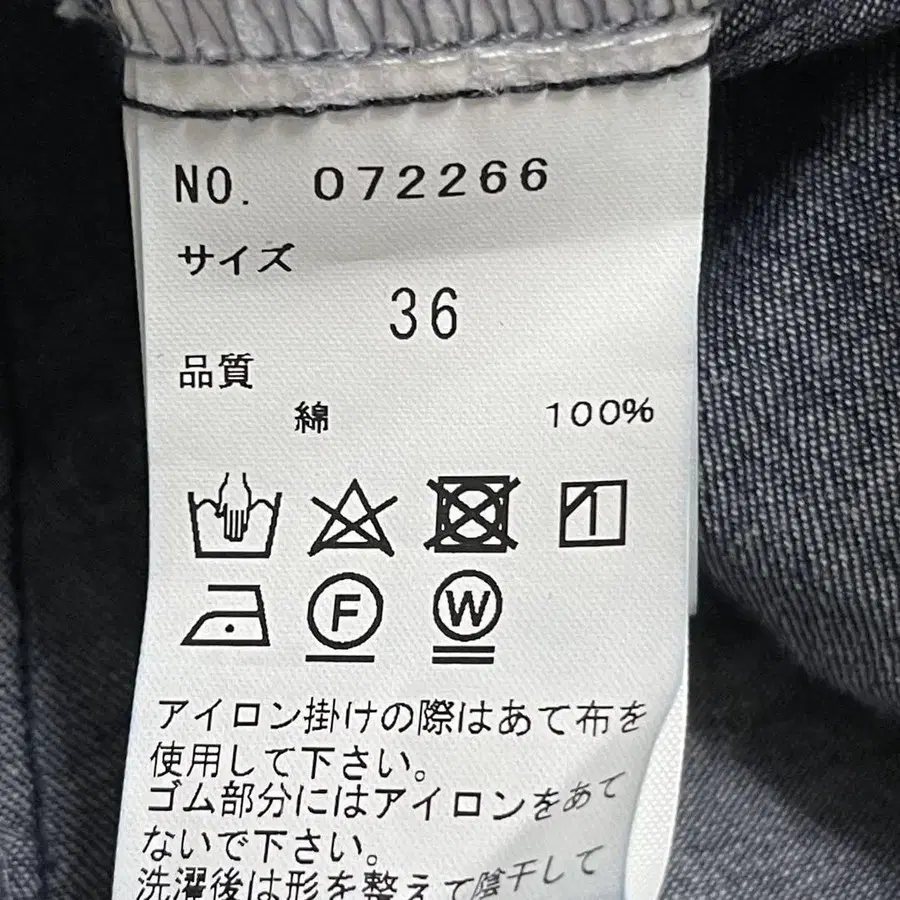 NO. 072266
サイズ
36
品質
綿 100%
F W
アイロン掛けの際はあて布を
使用して下さい。
ゴム部分にはアイロンをあて
ないで下さい。
洗濯後は形を整えて陰干して